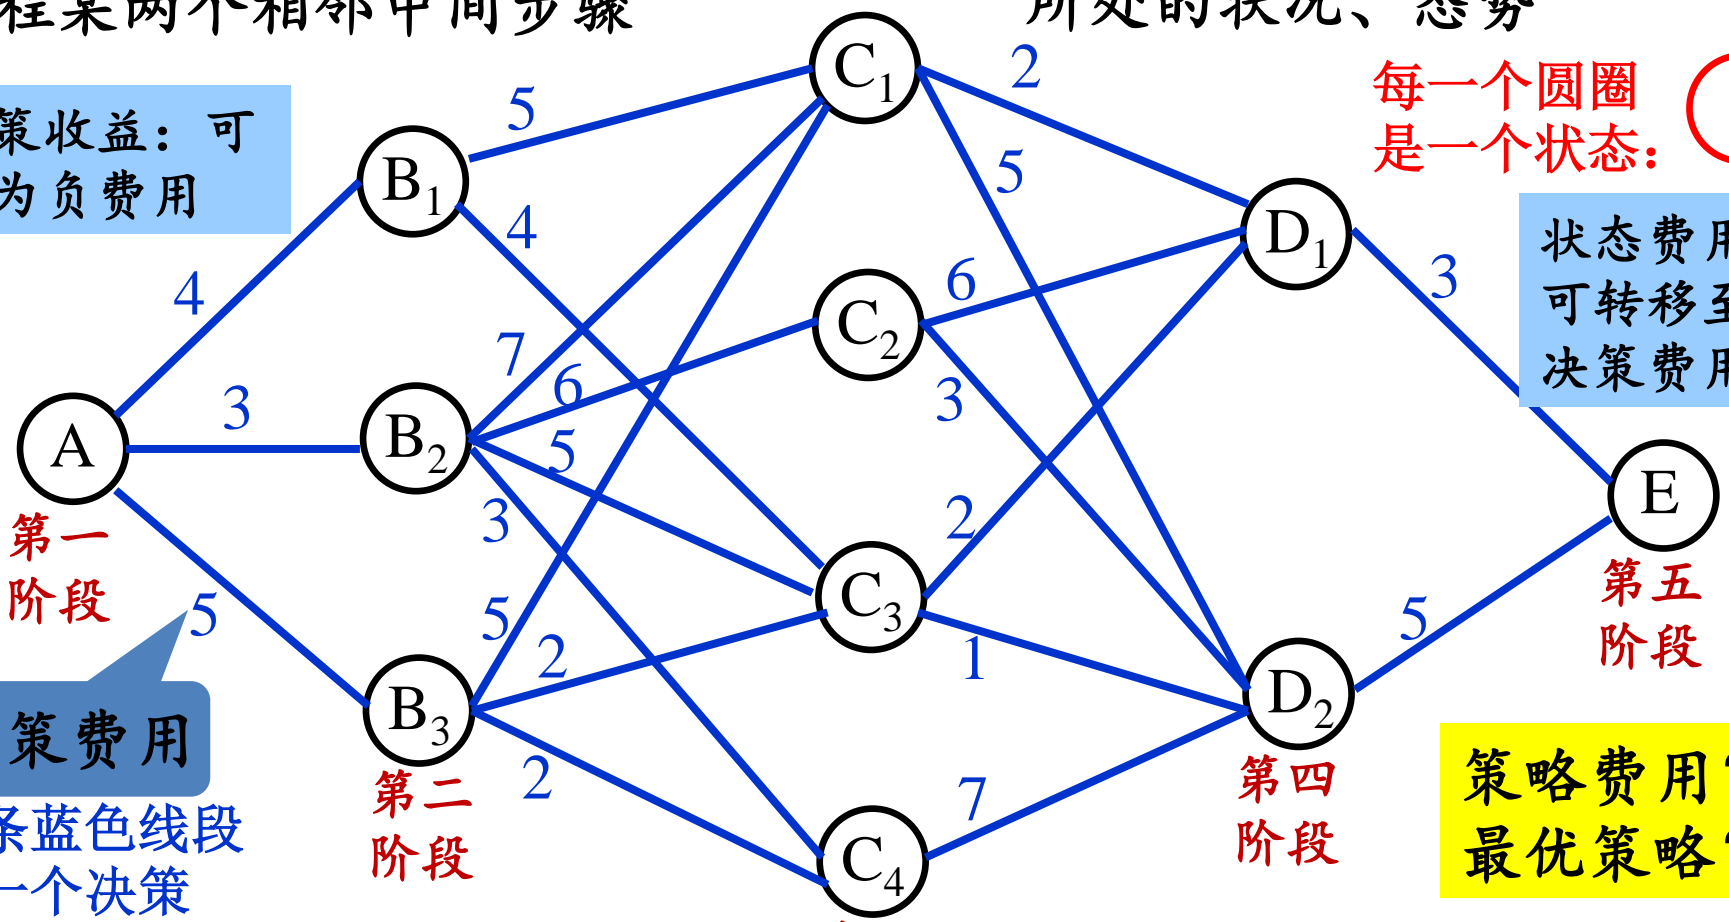 程某两个相邻中间步骤
所处的状况、态势
每一个圆圈
是一个状态：
策收益：可
为负费用
状态费用
可转移至
决策费用
A
B1
B2
B3
C1
C2
C3
C4
D1
D2
E
4
3
5
5
4
7
6
5
3
5
2
2
2
5
6
3
2
1
7
3
5
第一
阶段
第二
阶段
第四
阶段
第五
阶段
策费用
条蓝色线段
一个决策
策略费用
最优策略